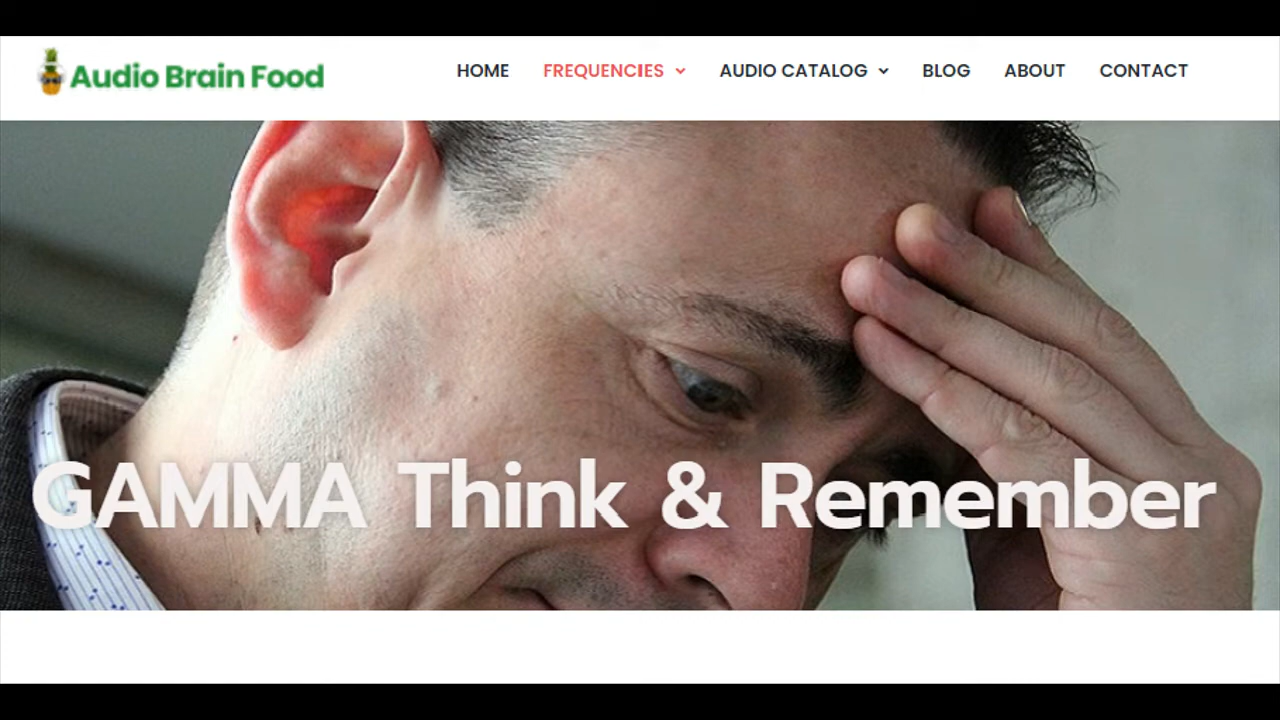 Audio Brain Food
HOME FREQUENCIES AUDIO CATALOG BLOG ABOUT CONTACT
GAMMA Think & Remember